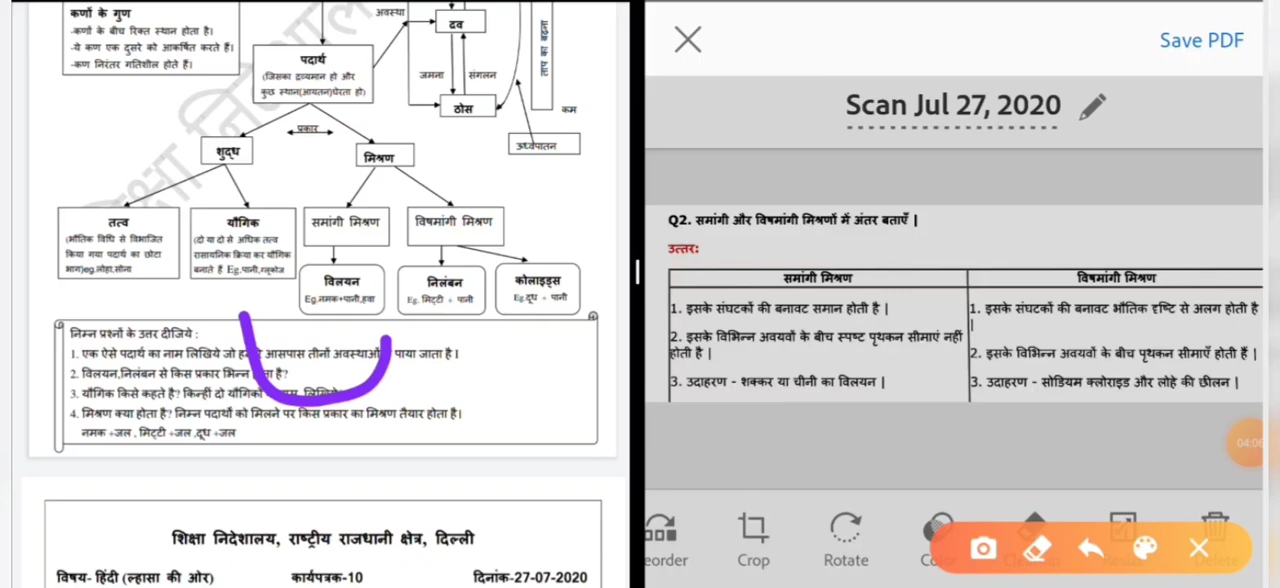 कणों के गुण
-कणों के बीच रिक्त स्थान होता है।
-ये कण एक दुसरे को आकर्षित करते हैं।
-कण निरंतर गतिशील होते हैं।
अवस्था
द्रव
जमना
संगलन
ठोस
ताप का बढ़ना
कम
उर्ध्वपातन
पदार्थ
(जिसका द्रव्यमान हो और
कुछ स्थान(आयतन)घेरता हो)
प्रकार
शुद्ध
मिश्रण
तत्व
(भौतिक विधि से विभाजित
किया गया पदार्थ का छोटा
भाग)eg.लोहा,सोना
यौगिक
(दो या दो से अधिक तत्व
रासायनिक क्रिया कर यौगिक
बनाते हैं Eg.पानी,ग्लूकोज
समांगी मिश्रण
विषमांगी मिश्रण
विलयन
Eg.नमक+पानी,हवा
निलंबन
Eg. मिट्टी + पानी
कोलाइड्स
Eg.दूध + पानी
निम्न प्रश्नों के उत्तर दीजिये :
1. एक ऐसे पदार्थ का नाम लिखिये जो आसपास तीनों अवस्थाओं पाया जाता है।
2. विलयन,निलंबन से किस प्रकार भिन्न है?
3. यौगिक किसे कहते है? किन्हीं दो यौगिकों लिखिये
4. मिश्रण क्या होता है? निम्न पदार्थो को मिलने पर किस प्रकार का मिश्रण तैयार होता है।
नमक +जल , मिट्टी +जल ,दूध +जल
शिक्षा निदेशालय, राष्ट्रीय राजधानी क्षेत्र, दिल्ली
विषय- हिंदी (ल्हासा की ओर) कार्यपत्रक-10 दिनांक-27-07-2020
Save PDF
Scan Jul 27, 2020
Q2. समांगी और विषमांगी मिश्रणों में अंतर बताएँ |
उत्तर:
समांगी मिश्रण
1. इसके संघटकों की बनावट समान होती है |
2. इसके विभिन्न अवयवों के बीच स्पष्ट पृथकन सीमाएं नहीं
होती है |
3. उदाहरण - शक्कर या चीनी का विलयन |
विषमांगी मिश्रण
1. इसके संघटकों की बनावट भौतिक दृष्टि से अलग होती है
|
2. इसके विभिन्न अवयवों के बीच पृथकन सीमाएँ होती हैं |
3. उदाहरण - सोडियम क्लोराइड और लोहे की छीलन |
04:06
eorder
Crop
Rotate
Delete